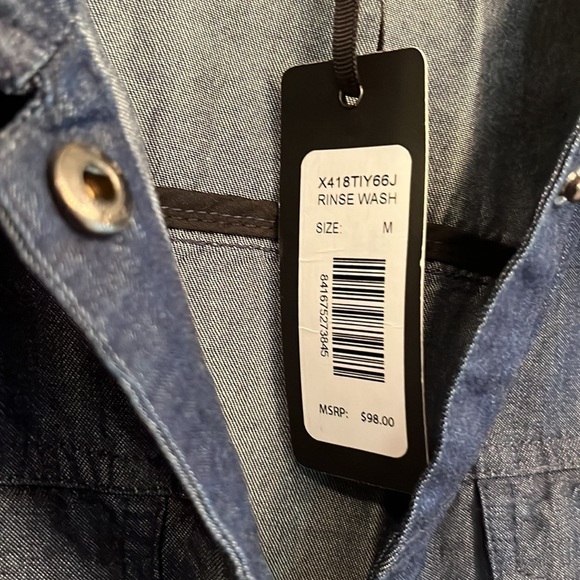 X418TIY66J
RINSE WASH
SIZE: M
841675273845
MSRP: $98.00